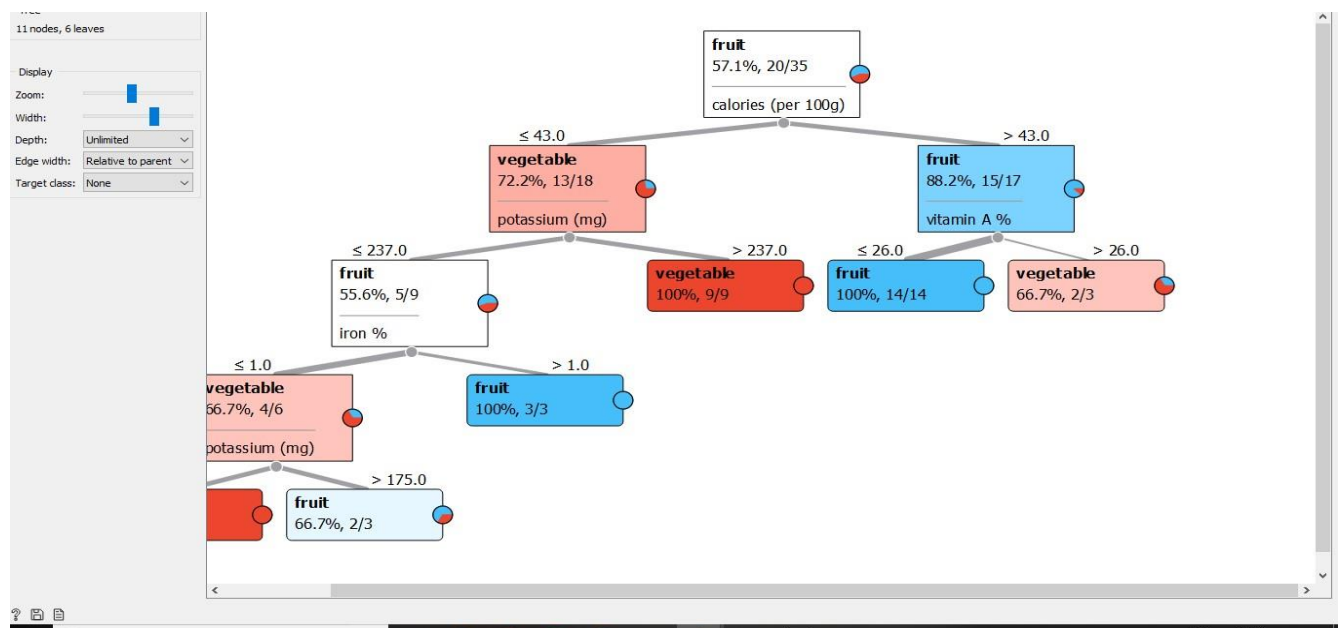 11 nodes, 6 leaves
Display
Zoom:
Width:
Depth: Unlimited
Edge width: Relative to parent
Target class: None
fruit
57.1%, 20/35
calories (per 100g)
≤ 43.0 > 43.0
vegetable
72.2%, 13/18
potassium (mg)
fruit
88.2%, 15/17
vitamin A %
≤ 237.0 > 237.0 ≤ 26.0 > 26.0
fruit
55.6%, 5/9
iron %
vegetable
100%, 9/9
fruit
100%, 14/14
vegetable
66.7%, 2/3
≤ 1.0 > 1.0
vegetable
66.7%, 4/6
potassium (mg)
fruit
100%, 3/3
> 175.0
fruit
66.7%, 2/3
?